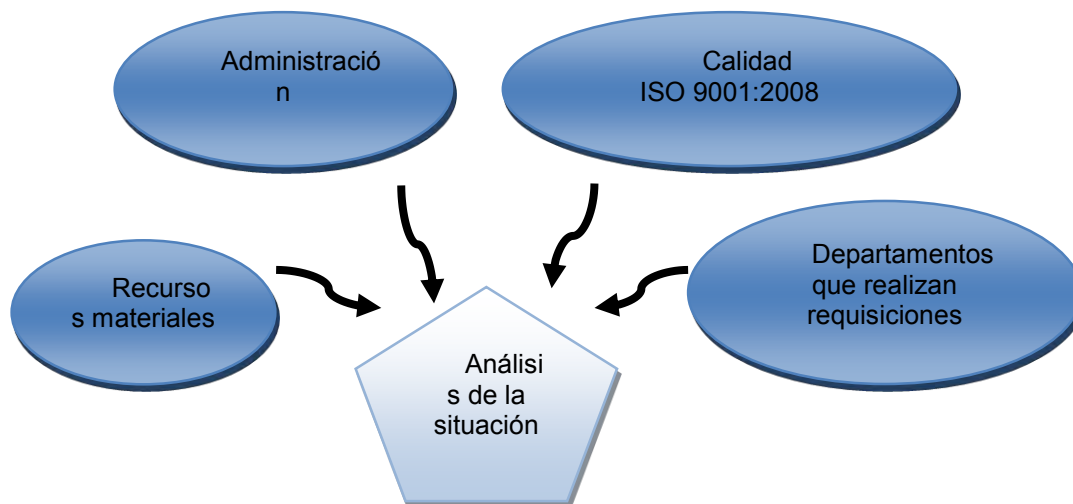 Administració
n
Calidad
ISO 9001:2008
Recurso
s materiales
Departamentos
que realizan
requisiciones
Análisi
s de la
situación